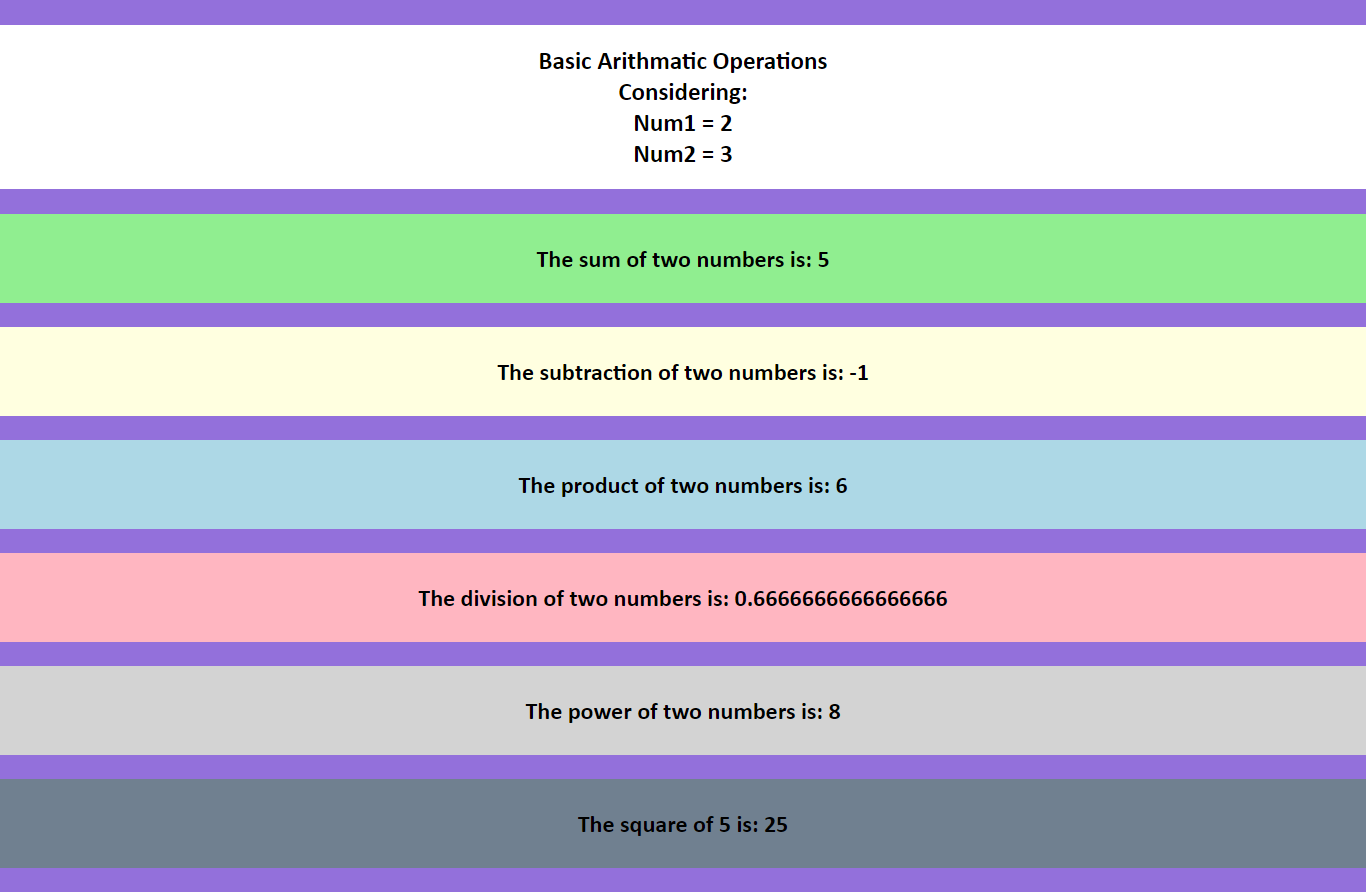 Basic Arithmatic Operations
Considering:
Num1 = 2
Num2 = 3
The sum of two numbers is: 5
The subtraction of two numbers is: -1
The product of two numbers is: 6
The division of two numbers is: 0.6666666666666666
The power of two numbers is: 8
The square of 5 is: 25